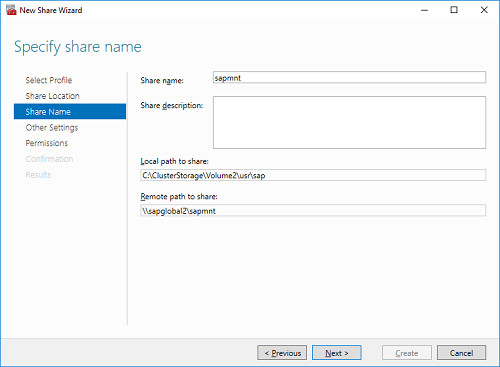 New Share Wizard
Specify share name
Select Profile
Share Location
Share Name
Other Settings
Permissions
Confirmation
Results
Share name:
sapmnt
Share description:
Local path to share:
C:\ClusterStorage\Volume2\usr\sap
Remote path to share:
\\sapglobal2\sapmnt
< Previous
Next >
Create
Cancel